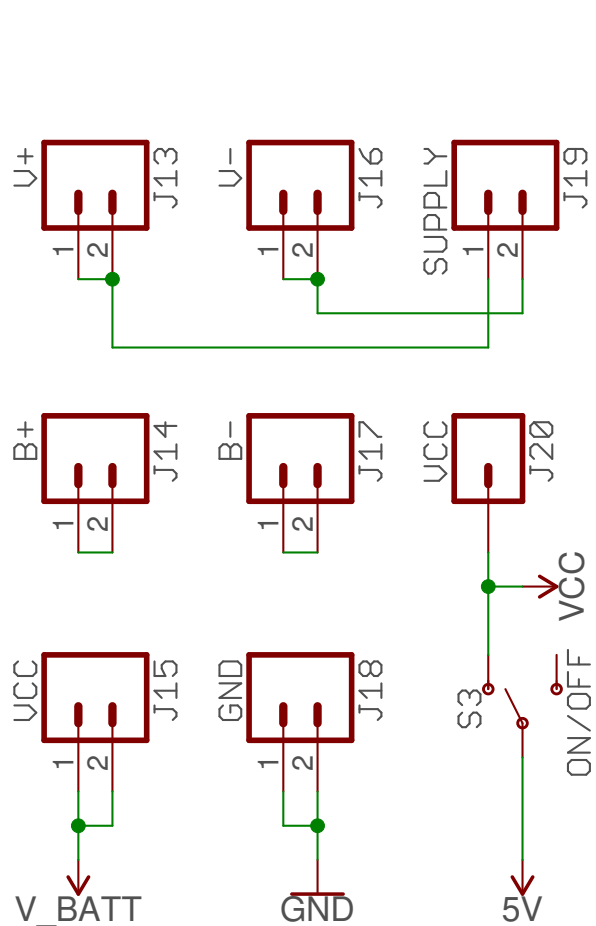 V+
J13
1
2
V-
J16
1
2
SUPPLY
J19
1
2
B+
J14
1
2
B-
J17
1
2
VCC
J20
VCC
VCC
J15
1
2
GND
J18
1
2
S3
ON/OFF
V_BATT
GND
5V